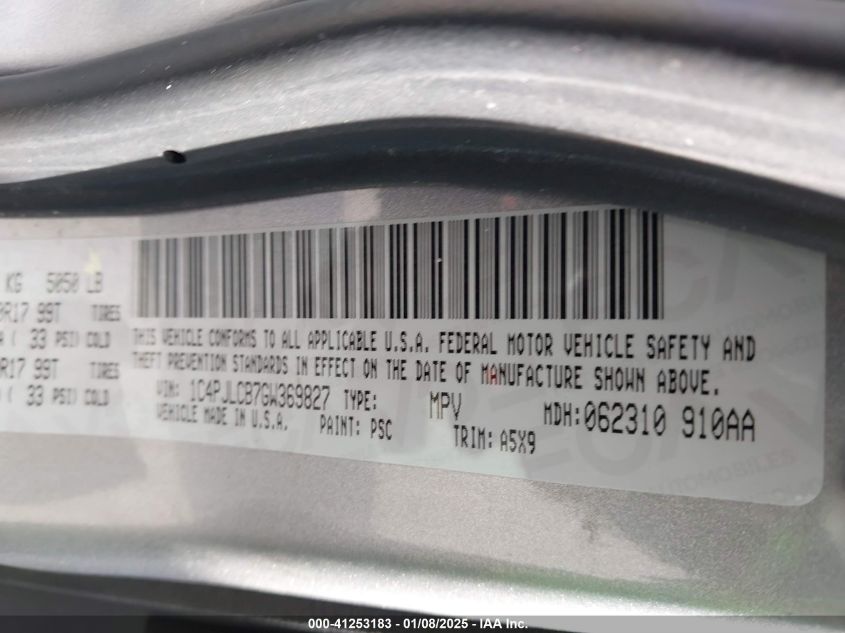 KG 5050 LB
0R17 99T TIRES
( 33 PSI) COLD
R17 99T TIRES
( 33 PSI) COLD
THIS VEHICLE CONFORMS TO ALL APPLICABLE U.S.A. FEDERAL MOTOR VEHICLE SAFETY AND
THEFT PREVENTION STANDARDS IN EFFECT ON THE DATE OF MANUFACTURE SHOWN ABOVE.
VIN: 1C4PJLCB7GW369827 TYPE: MPV MDH: 062310 910AA
VEHICLE MADE IN U.S.A. PAINT: PSC TRIM: A5X9
AUTOMOBILES
000-41253183 — 01/08/2025 — IAA Inc.